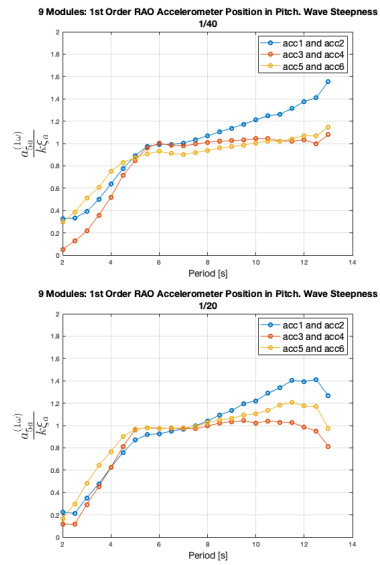 9 Modules: 1st Order RAO Accelerometer Position in Pitch. Wave Steepness
1/40
2
1.8
1.6
1.4
1.2
1
0.8
0.6
0.4
0.2
0
acc1 and acc2
acc3 and acc4
acc5 and acc6
2 4 6 8 10 12 14
Period [s]
9 Modules: 1st Order RAO Accelerometer Position in Pitch. Wave Steepness
1/20
2
1.8
1.6
1.4
1.2
1
0.8
0.6
0.4
0.2
0
acc1 and acc2
acc3 and acc4
acc5 and acc6
2 4 6 8 10 12 14
Period [s]